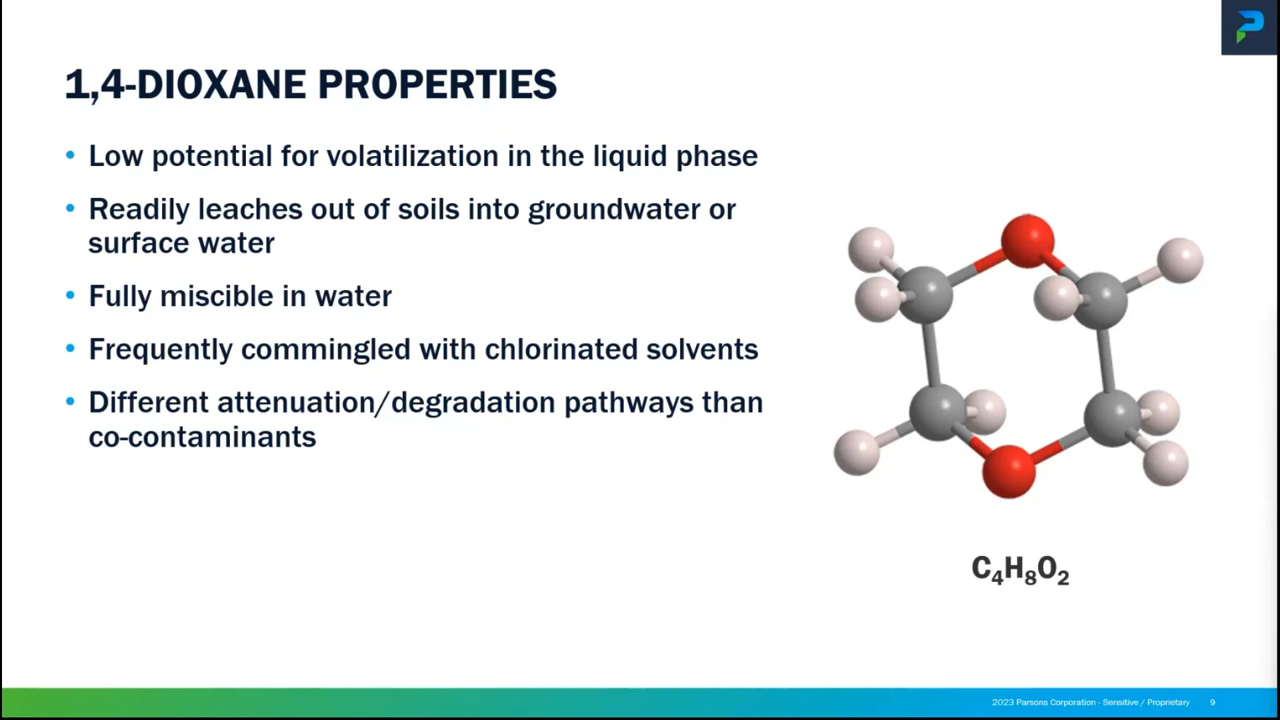 1,4-DIOXANE PROPERTIES
• Low potential for volatilization in the liquid phase
• Readily leaches out of soils into groundwater or
surface water
• Fully miscible in water
• Frequently commingled with chlorinated solvents
• Different attenuation/degradation pathways than
co-contaminants
C₄H₈O₂
2023 Parsons Corporation - Sensitive / Proprietary 9